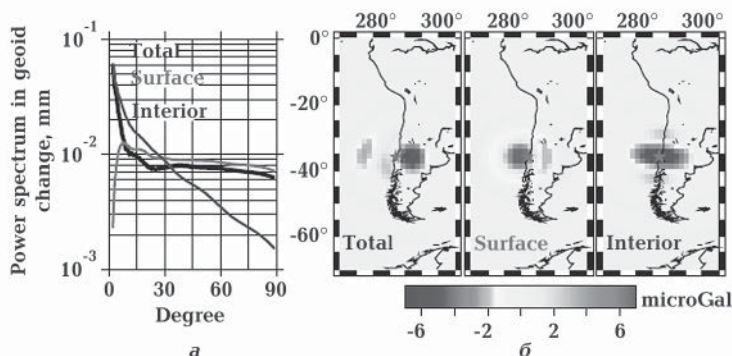 Power spectrum in geoid
change, mm
10⁻¹
10⁻²
10⁻³
Total
Surface
Interior
0
30
60
90
Degree
а
280°
300°
280°
300°
280°
300°
0°
-20°
-40°
-60°
Total
Surface
Interior
microGal
-6
-2
2
6
б